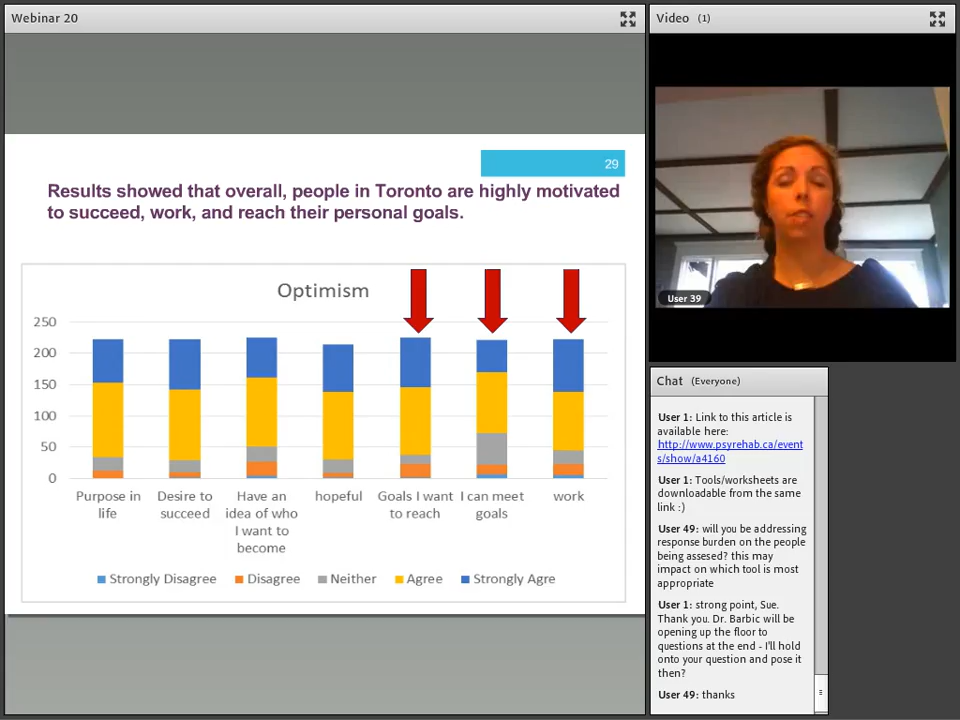 Webinar 20
29
Results showed that overall, people in Toronto are highly motivated
to succeed, work, and reach their personal goals.
Optimism
250
200
150
100
50
0
Purpose in
life
Desire to
succeed
Have an
idea of who
I want to
become
hopeful
Goals I want
to reach
I can meet
goals
work
Strongly Disagree
Disagree
Neither
Agree
Strongly Agre
Video (1)
User 39
Chat (Everyone)
User 1: Link to this article is
available here:
http://www.psyrehab.ca/event
s/show/a4160
User 1: Tools/worksheets are
downloadable from the same
link :)
User 49: will you be addressing
response burden on the people
being assesed? this may
impact on which tool is most
appropriate
User 1: strong point, Sue.
Thank you. Dr. Barbic will be
opening up the floor to
questions at the end - I'll hold
onto your question and pose it
then?
User 49: thanks